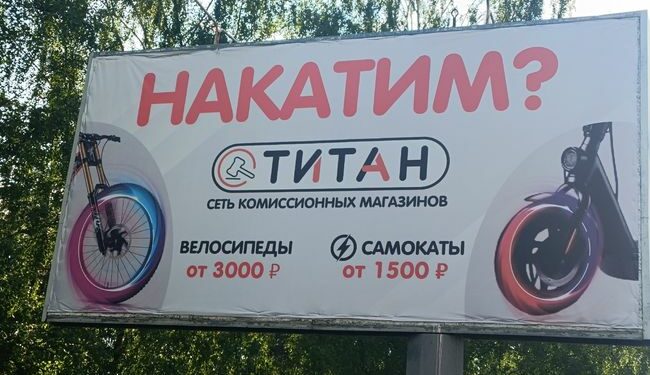 НАКАТИМ?
ТИТАН
СЕТЬ КОМИССИОННЫХ МАГАЗИНОВ
ВЕЛОСИПЕДЫ
от 3000 ₽
САМОКАТЫ
от 1500 ₽